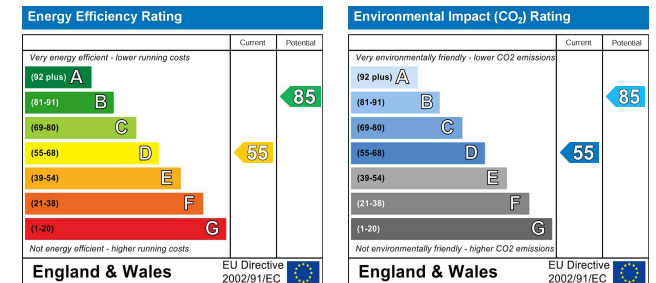 Energy Efficiency Rating
Current Potential
Very energy efficient - lower running costs
(92 plus) A
(81-91) B
85
(69-80) C
(55-68) D
55
(39-54) E
(21-38) F
(1-20) G
Not energy efficient - higher running costs
England & Wales
EU Directive
2002/91/EC
Environmental Impact (CO₂) Rating
Current Potential
Very environmentally friendly - lower CO2 emissions
(92 plus) A
(81-91) B
85
(69-80) C
(55-68) D
55
(39-54) E
(21-38) F
(1-20) G
Not environmentally friendly - higher CO2 emissions
England & Wales
EU Directive
2002/91/EC